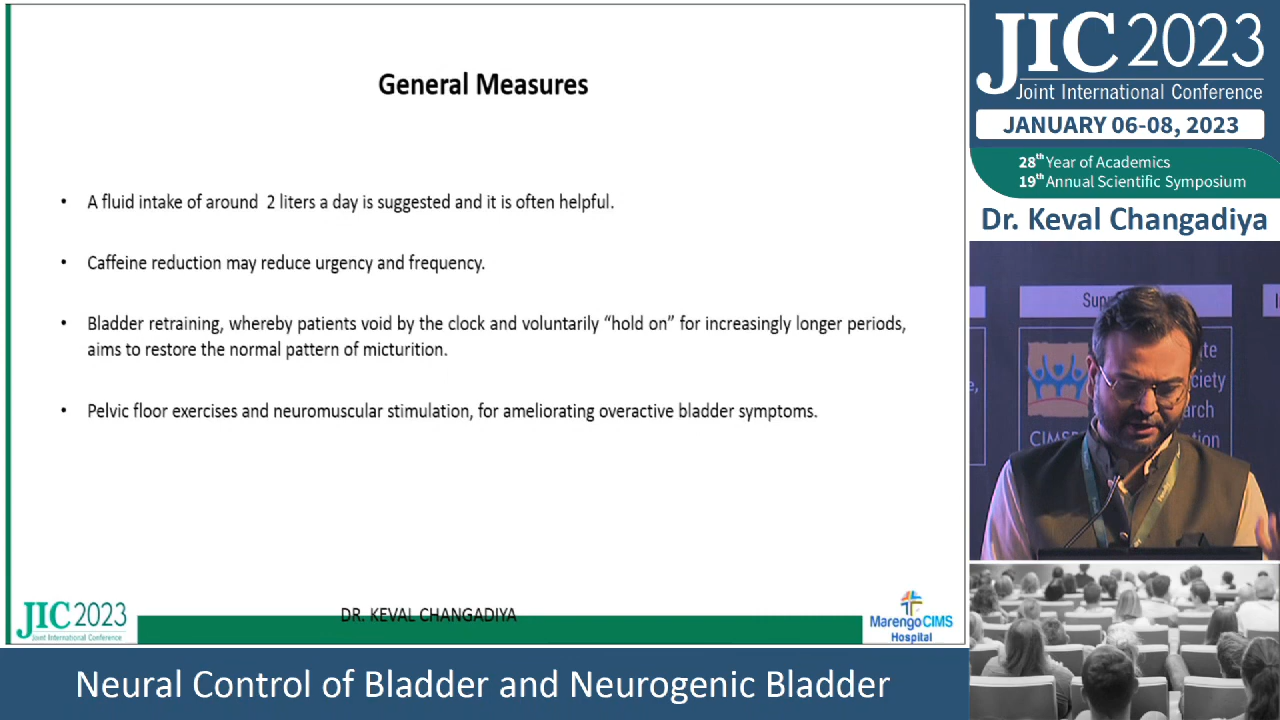 General Measures
• A fluid intake of around 2 liters a day is suggested and it is often helpful.
• Caffeine reduction may reduce urgency and frequency.
• Bladder retraining, whereby patients void by the clock and voluntarily “hold on” for increasingly longer periods,
aims to restore the normal pattern of micturition.
• Pelvic floor exercises and neuromuscular stimulation, for ameliorating overactive bladder symptoms.
JIC 2023
Joint International Conference
DR. KEVAL CHANGADIYA
Marengo CIMS
Hospital
Neural Control of Bladder and Neurogenic Bladder
JIC 2023
Joint International Conference
JANUARY 06-08, 2023
28th Year of Academics
19th Annual Scientific Symposium
Dr. Keval Changadiya